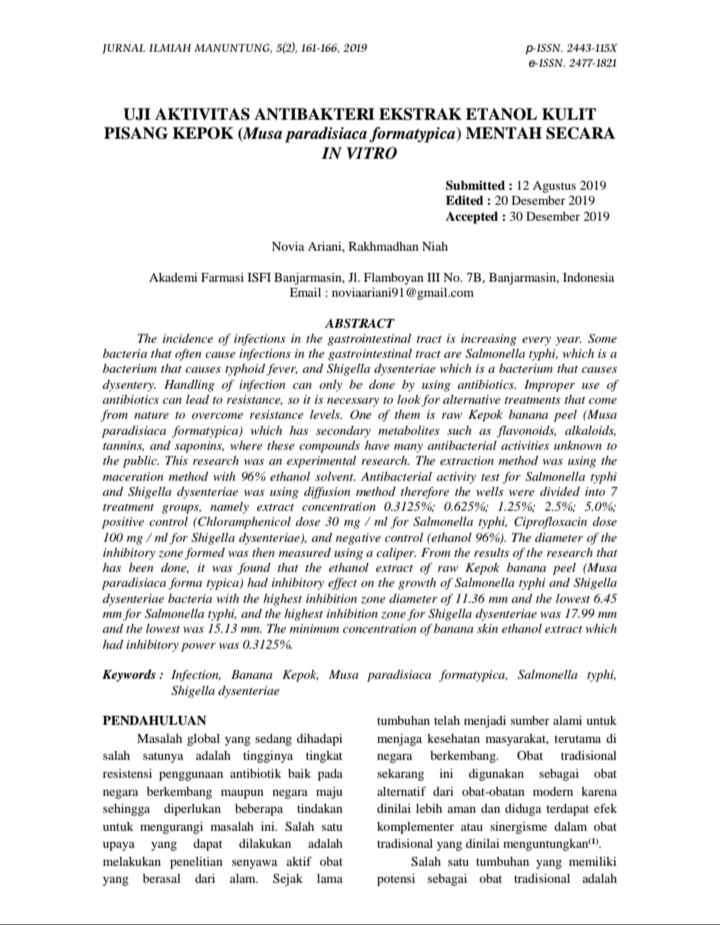 JURNAL ILMIAH MANUNTUNG, 5(2), 161-166, 2019
p-ISSN. 2443-115X
e-ISSN. 2477-1821
UJI AKTIVITAS ANTIBAKTERI EKSTRAK ETANOL KULIT
PISANG KEPOK (Musa paradisiaca formatypica) MENTAH SECARA
IN VITRO
Submitted : 12 Agustus 2019
Edited : 20 Desember 2019
Accepted : 30 Desember 2019
Novia Ariani, Rakhmadhan Niah
Akademi Farmasi ISFI Banjarmasin, Jl. Flamboyan III No. 7B, Banjarmasin, Indonesia
Email : noviaariani91@gmail.com
ABSTRACT
The incidence of infections in the gastrointestinal tract is increasing every year. Some
bacteria that often cause infections in the gastrointestinal tract are Salmonella typhi, which is a
bacterium that causes typhoid fever, and Shigella dysenteriae which is a bacterium that causes
dysentery. Handling of infection can only be done by using antibiotics. Improper use of
antibiotics can lead to resistance, so it is necessary to look for alternative treatments that come
from nature to overcome resistance levels. One of them is raw Kepok banana peel (Musa
paradisiaca formatypica) which has secondary metabolites such as flavonoids, alkaloids,
tannins, and saponins, where these compounds have many antibacterial activities unknown to
the public. This research was an experimental research. The extraction method was using the
maceration method with 96% ethanol solvent. Antibacterial activity test for Salmonella typhi
and Shigella dysenteriae was using diffusion method therefore the wells were divided into 7
treatment groups, namely extract concentration 0.3125%; 0.625%; 1.25%; 2.5%; 5.0%;
positive control (Chloramphenicol dose 30 mg / ml for Salmonella typhi, Ciprofloxacin dose
100 mg / ml for Shigella dysenteriae), and negative control (ethanol 96%). The diameter of the
inhibitory zone formed was then measured using a caliper. From the results of the research that
has been done, it was found that the ethanol extract of raw Kepok banana peel (Musa
paradisiaca forma typica) had inhibitory effect on the growth of Salmonella typhi and Shigella
dysenteriae bacteria with the highest inhibition zone diameter of 11.36 mm and the lowest 6.45
mm for Salmonella typhi, and the highest inhibition zone for Shigella dysenteriae was 17.99 mm
and the lowest was 15.13 mm. The minimum concentration of banana skin ethanol extract which
had inhibitory power was 0.3125%.
Keywords : Infection, Banana Kepok, Musa paradisiaca formatypica, Salmonella typhi,
Shigella dysenteriae
PENDAHULUAN
Masalah global yang sedang dihadapi
salah satunya adalah tingginya tingkat
resistensi penggunaan antibiotik baik pada
negara berkembang maupun negara maju
sehingga diperlukan beberapa tindakan
untuk mengurangi masalah ini. Salah satu
upaya yang dapat dilakukan adalah
melakukan penelitian senyawa aktif obat
yang berasal dari alam. Sejak lama
tumbuhan telah menjadi sumber alami untuk
menjaga kesehatan masyarakat, terutama di
negara berkembang. Obat tradisional
sekarang ini digunakan sebagai obat
alternatif dari obat-obatan modern karena
dinilai lebih aman dan diduga terdapat efek
komplementer atau sinergisme dalam obat
tradisional yang dinilai menguntungkan(1).
Salah satu tumbuhan yang memiliki
potensi sebagai obat tradisional adalah